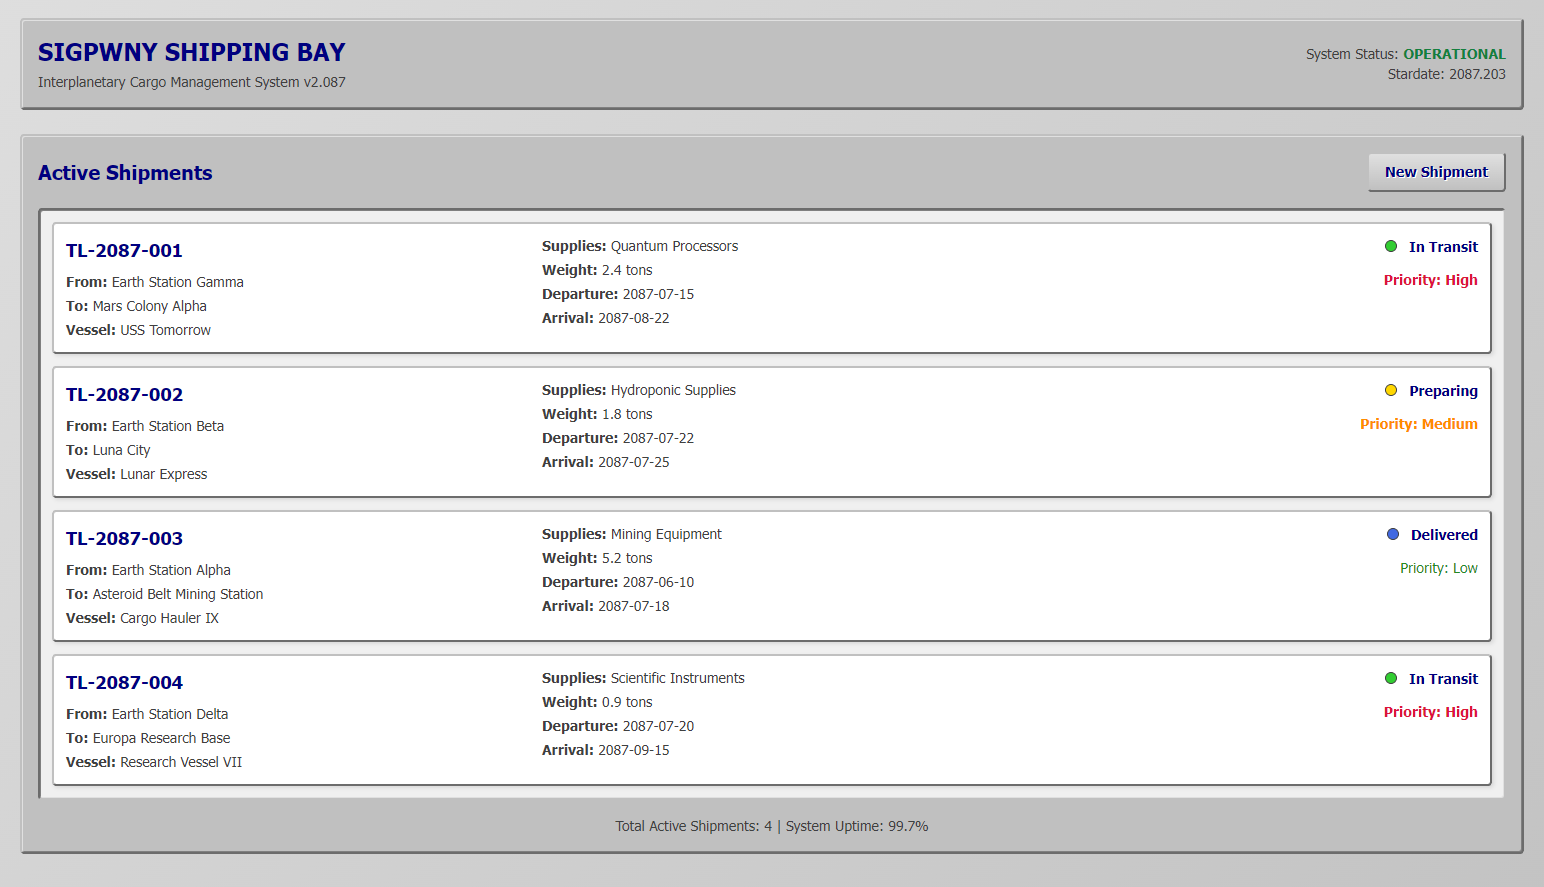 SIGPWNY SHIPPING BAY
Interplanetary Cargo Management System v2.087
System Status: OPERATIONAL
Stardate: 2087.203
Active Shipments
New Shipment
TL-2087-001
From: Earth Station Gamma
To: Mars Colony Alpha
Vessel: USS Tomorrow
Supplies: Quantum Processors
Weight: 2.4 tons
Departure: 2087-07-15
Arrival: 2087-08-22
In Transit
Priority: High
TL-2087-002
From: Earth Station Beta
To: Luna City
Vessel: Lunar Express
Supplies: Hydroponic Supplies
Weight: 1.8 tons
Departure: 2087-07-22
Arrival: 2087-07-25
Preparing
Priority: Medium
TL-2087-003
From: Earth Station Alpha
To: Asteroid Belt Mining Station
Vessel: Cargo Hauler IX
Supplies: Mining Equipment
Weight: 5.2 tons
Departure: 2087-06-10
Arrival: 2087-07-18
Delivered
Priority: Low
TL-2087-004
From: Earth Station Delta
To: Europa Research Base
Vessel: Research Vessel VII
Supplies: Scientific Instruments
Weight: 0.9 tons
Departure: 2087-07-20
Arrival: 2087-09-15
In Transit
Priority: High
Total Active Shipments: 4 | System Uptime: 99.7%